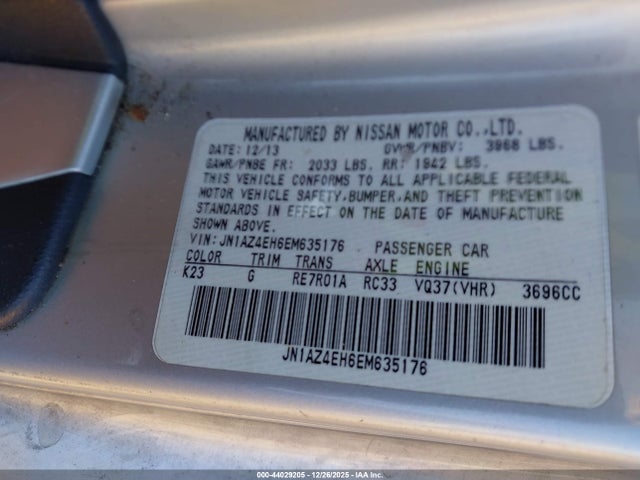 MANUFACTURED BY NISSAN MOTOR CO.,LTD.
DATE: 12/13 GVWR/PNBV: 3968 LBS.
GAWR/PNBE FR: 2033 LBS. RR: 1942 LBS.
THIS VEHICLE CONFORMS TO ALL APPLICABLE FEDERAL
MOTOR VEHICLE SAFETY,BUMPER,AND THEFT PREVENTION
STANDARDS IN EFFECT ON THE DATE OF MANUFACTURE
SHOWN ABOVE.
VIN: JN1AZ4EH6EM635176 PASSENGER CAR
COLOR TRIM TRANS AXLE ENGINE
K23 G RE7R01A RC33 VQ37(VHR) 3696CC
JN1AZ4EH6EM635176
000-44029205 - 12/26/2025 - IAA Inc.